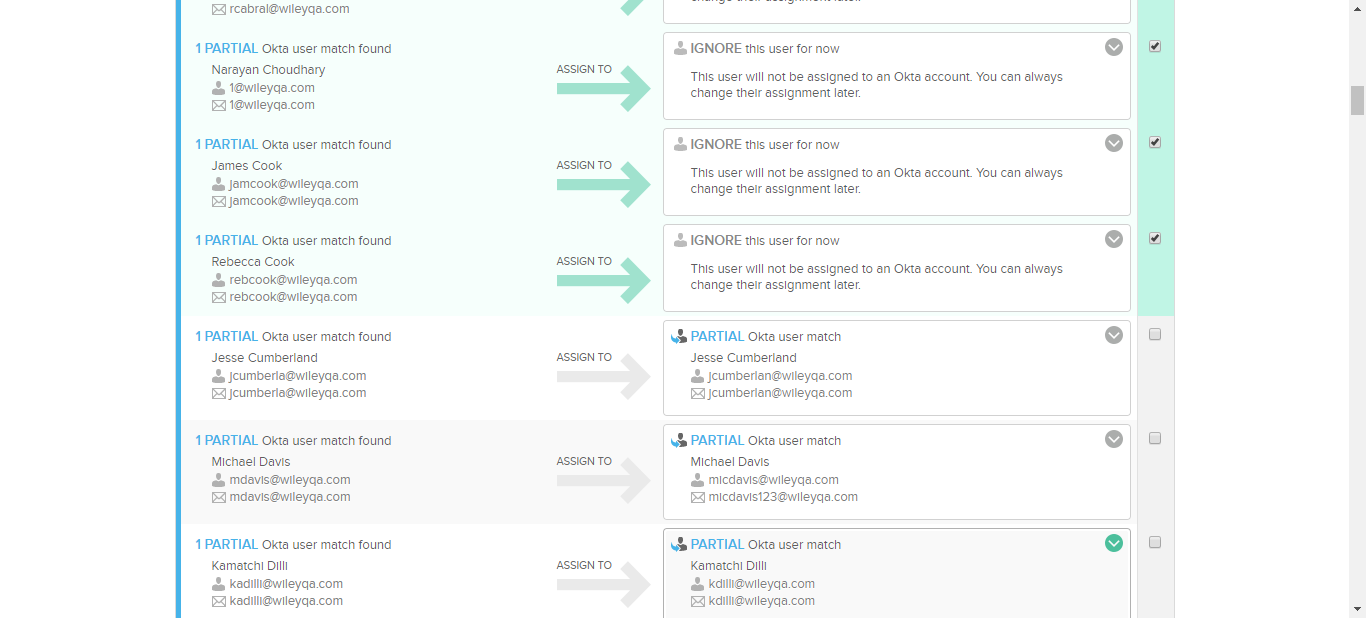 rcabral@wileyqa.com
change their assignment later.
1 PARTIAL Okta user match found
Narayan Choudhary
1@wileyqa.com
1@wileyqa.com
ASSIGN TO
IGNORE this user for now
This user will not be assigned to an Okta account. You can always
change their assignment later.
1 PARTIAL Okta user match found
James Cook
jamcook@wileyqa.com
jamcook@wileyqa.com
ASSIGN TO
IGNORE this user for now
This user will not be assigned to an Okta account. You can always
change their assignment later.
1 PARTIAL Okta user match found
Rebecca Cook
rebcook@wileyqa.com
rebcook@wileyqa.com
ASSIGN TO
IGNORE this user for now
This user will not be assigned to an Okta account. You can always
change their assignment later.
1 PARTIAL Okta user match found
Jesse Cumberland
jcumberla@wileyqa.com
jcumberla@wileyqa.com
ASSIGN TO
PARTIAL Okta user match
Jesse Cumberland
jcumberlan@wileyqa.com
jcumberlan@wileyqa.com
1 PARTIAL Okta user match found
Michael Davis
mdavis@wileyqa.com
mdavis@wileyqa.com
ASSIGN TO
PARTIAL Okta user match
Michael Davis
micdavis@wileyqa.com
micdavis123@wileyqa.com
1 PARTIAL Okta user match found
Kamatchi Dilli
kadilli@wileyqa.com
kadilli@wileyqa.com
ASSIGN TO
PARTIAL Okta user match
Kamatchi Dilli
kdilli@wileyqa.com
kdilli@wileyqa.com